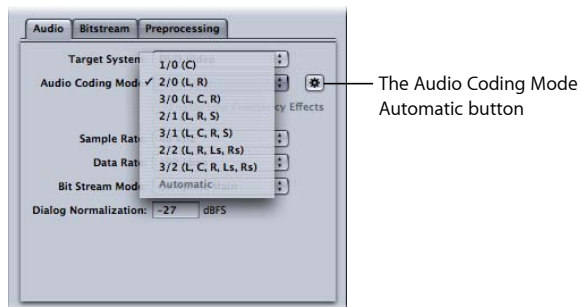 Audio Bitstream Preprocessing
Target System:
1/0 (C)
Audio Coding Mode ✓ 2/0 (L, R)
3/0 (L, C, R)
2/1 (L, R, S)
cy Effects
3/1 (L, C, R, S)
Sample Rat
2/2 (L, R, Ls, Rs)
Data Rat
3/2 (L, C, R, Ls, Rs)
Bit Stream Mod
Automatic
Dialog Normalization: -27 dBFS
The Audio Coding Mode
Automatic button